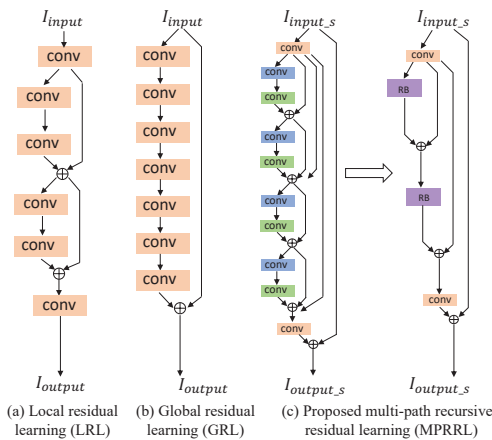 I_input
conv
conv
conv
conv
conv
conv
I_output
(a) Local residual
learning (LRL)
I_input
conv
conv
conv
conv
conv
conv
conv
I_output
(b) Global residual
learning (GRL)
I_input_s
conv
conv
conv
conv
conv
conv
conv
conv
conv
conv
I_output_s
I_input_s
conv
RB
RB
conv
I_output_s
(c) Proposed multi-path recursive
residual learning (MPRRL)